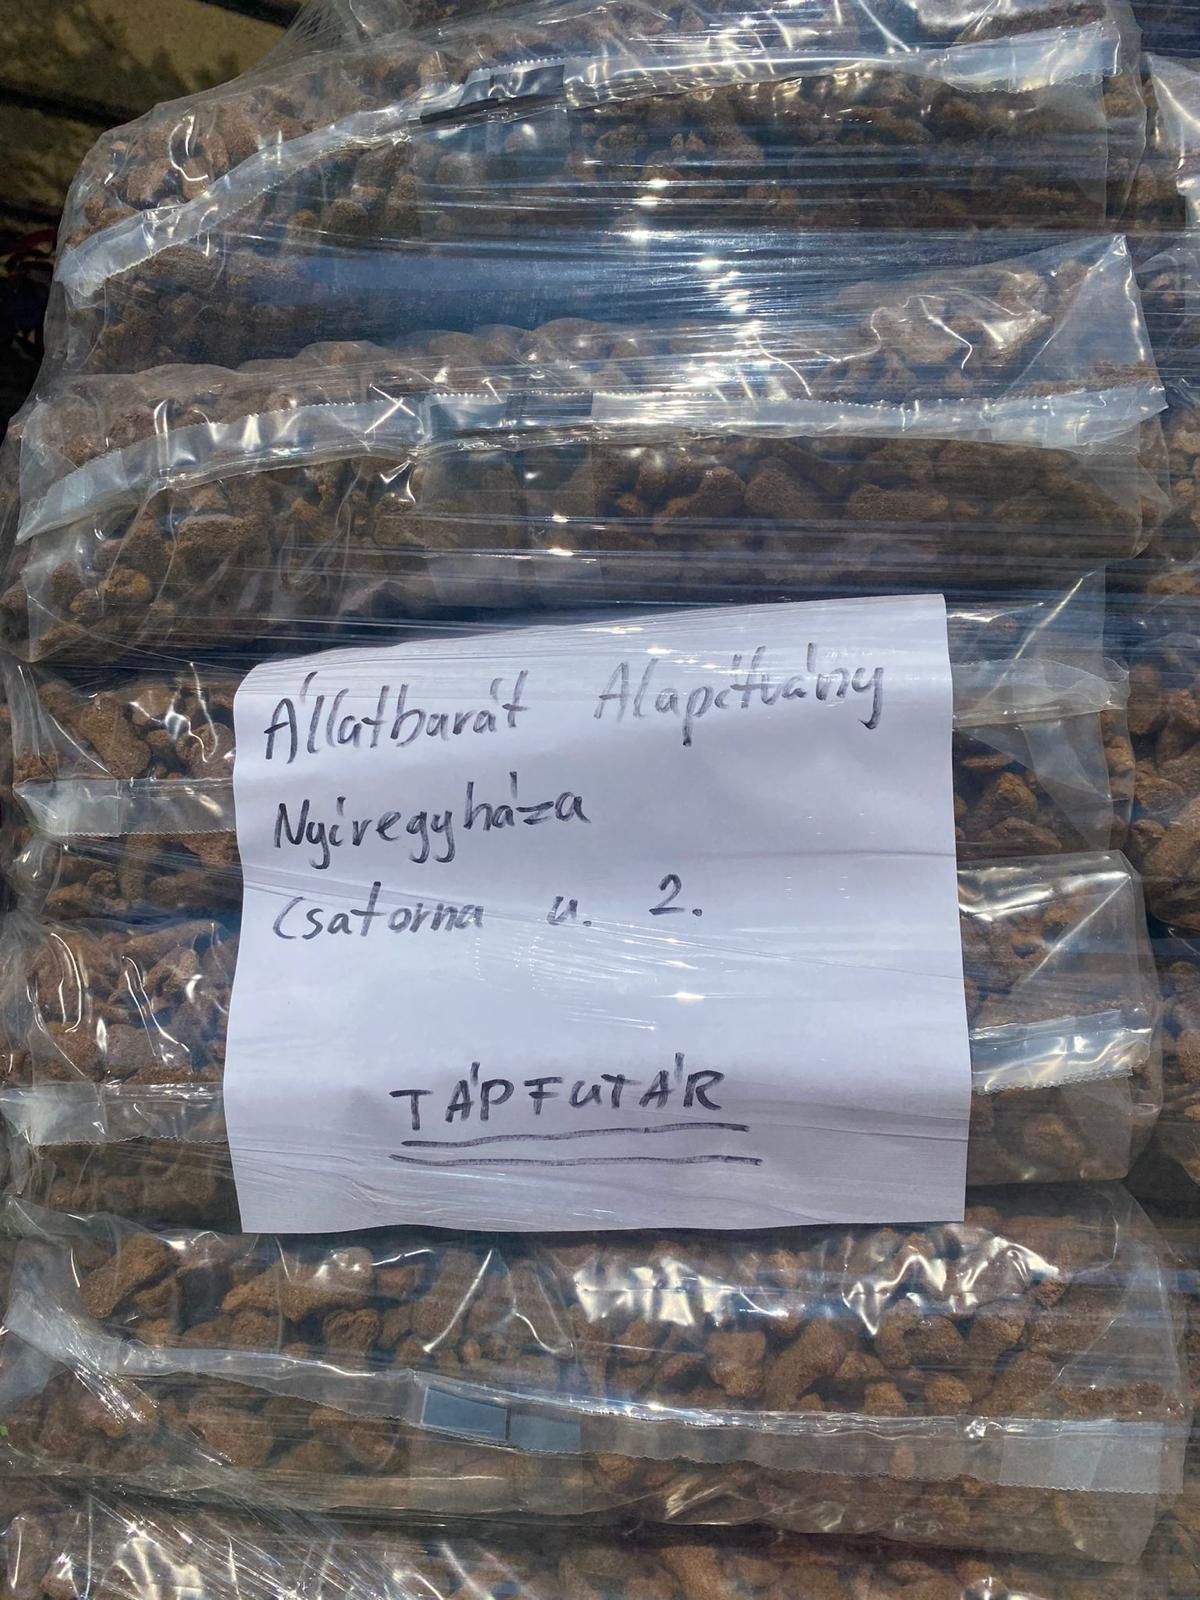 Állatbarát Alapítvány
Nyíregyháza
Csatorna u. 2.
TÁPFUTÁR